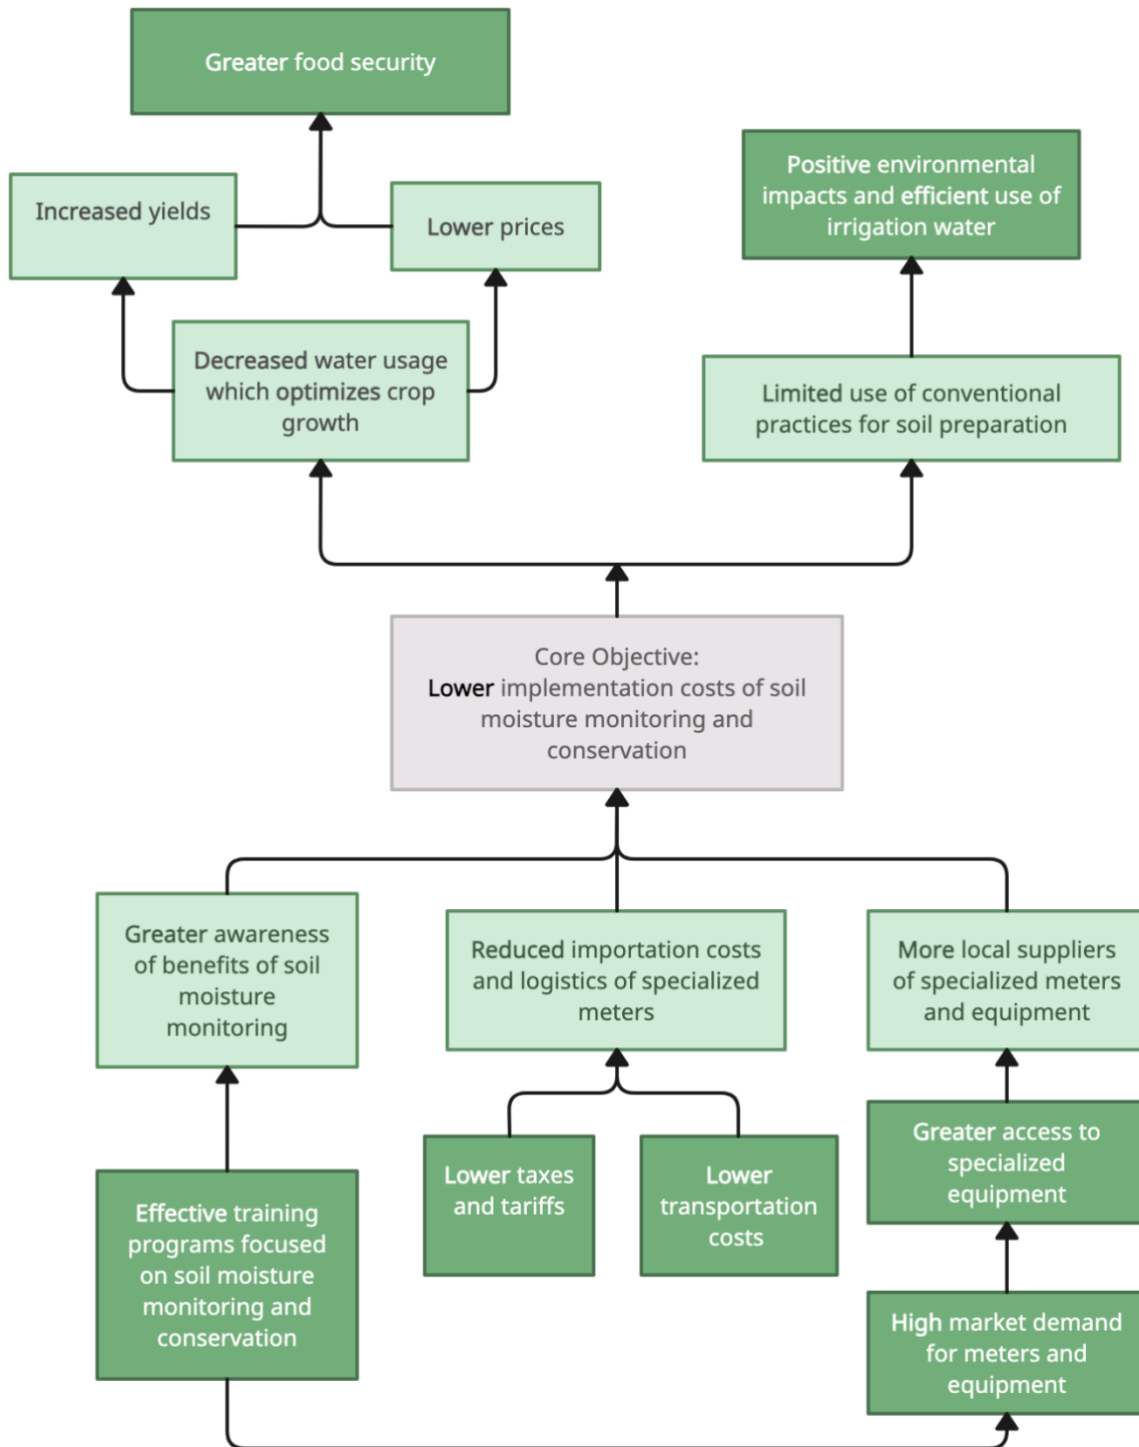 Greater food security
Increased yields
Lower prices
Positive environmental
impacts and efficient use of
irrigation water
Decreased water usage
which optimizes crop
growth
Limited use of conventional
practices for soil preparation
Core Objective:
Lower implementation costs of soil
moisture monitoring and
conservation
Greater awareness
of benefits of soil
moisture
monitoring
Reduced importation costs
and logistics of specialized
meters
More local suppliers
of specialized meters
and equipment
Effective training
programs focused
on soil moisture
monitoring and
conservation
Lower taxes
and tariffs
Lower
transportation
costs
Greater access to
specialized
equipment
High market demand
for meters and
equipment